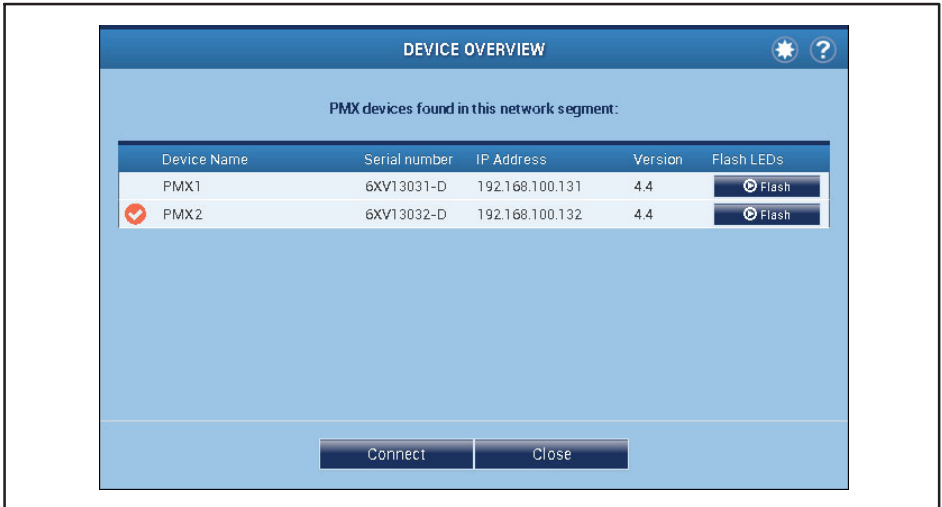 DEVICE OVERVIEW ?
PMX devices found in this network segment:
Device Name Serial number IP Address Version Flash LEDs
PMX1 6XV13031-D 192.168.100.131 4.4 Flash
PMX2 6XV13032-D 192.168.100.132 4.4 Flash
Connect Close